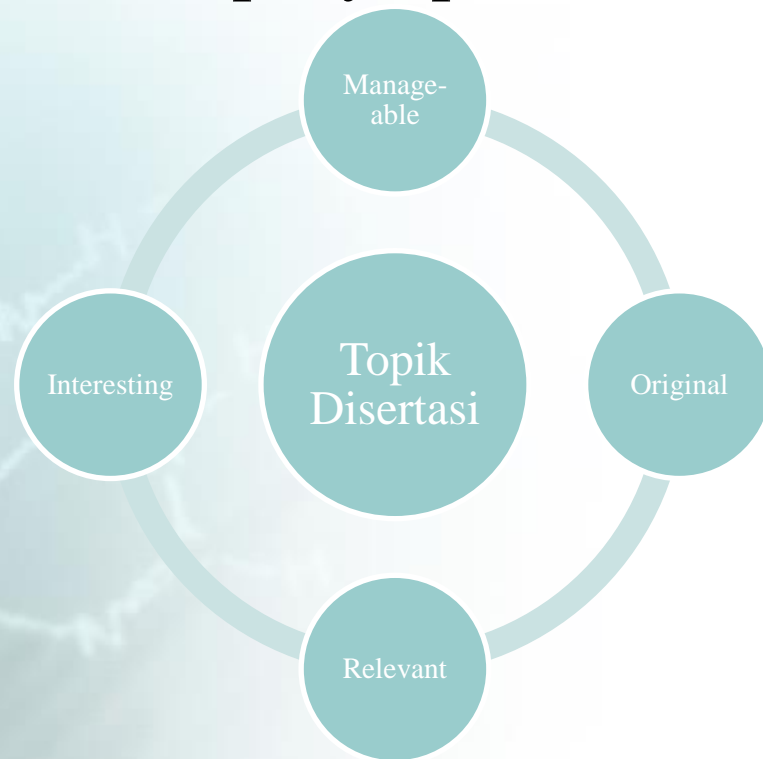 Manage-
able
Interesting
Topik
Disertasi
Original
Relevant